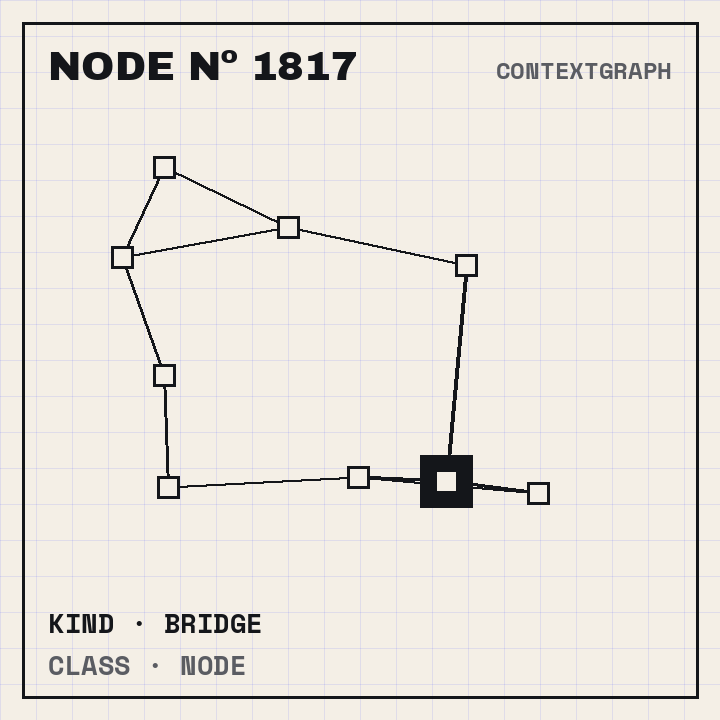 NODE Nº 1817
CONTEXTGRAPH
KIND · BRIDGE
CLASS · NODE